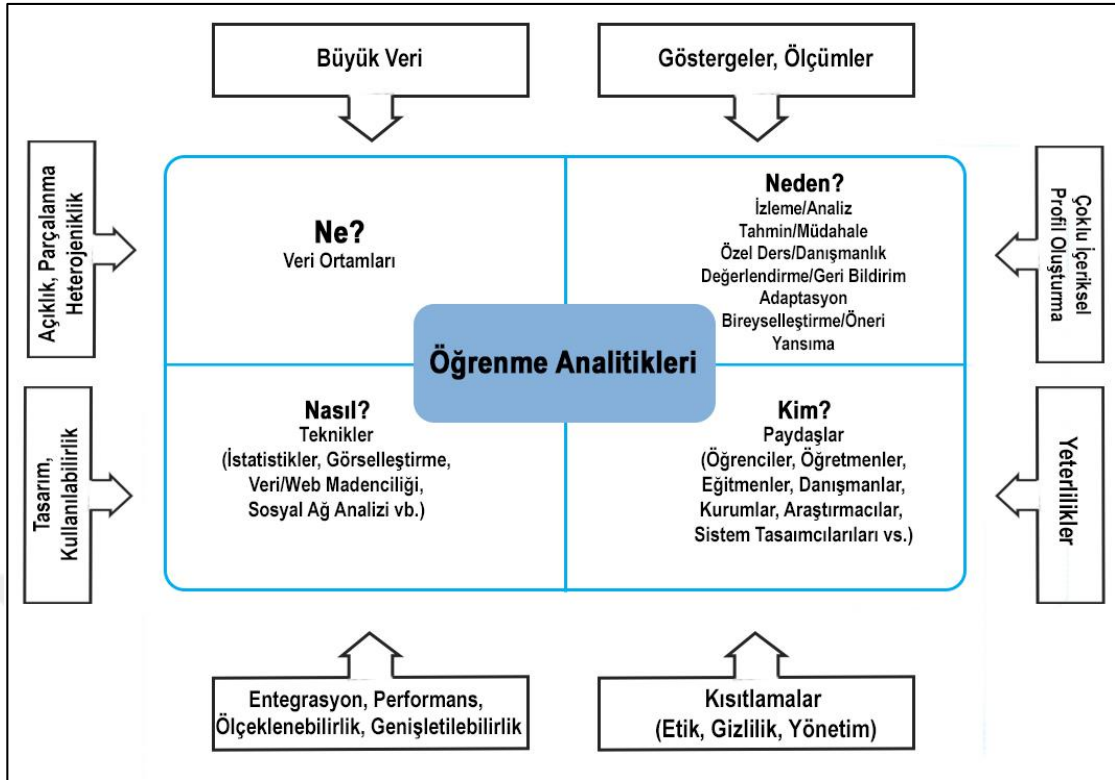 Büyük Veri
Göstergeler, Ölçümler
Açıklık, Parçalanma
Heterojeniklik
Ne?
Veri Ortamları
Neden?
İzleme/Analiz
Tahmin/Müdahale
Özel Ders/Danışmanlık
Değerlendirme/Geri Bildirim
Adaptasyon
Bireyselleştirme/Öneri
Yansıma
Çoklu İçeriksel
Profil Oluşturma
Öğrenme Analitikleri
Tasarım,
Kullanılabilirlik
Nasıl?
Teknikler
(İstatistikler, Görselleştirme,
Veri/Web Madenciliği,
Sosyal Ağ Analizi vb.)
Kim?
Paydaşlar
(Öğrenciler, Öğretmenler,
Eğitmenler, Danışmanlar,
Kurumlar, Araştırmacılar,
Sistem Tasaımcılarıları vs.)
Yeterlilikler
Entegrasyon, Performans,
Ölçeklenebilirlik, Genişletilebilirlik
Kısıtlamalar
(Etik, Gizlilik, Yönetim)